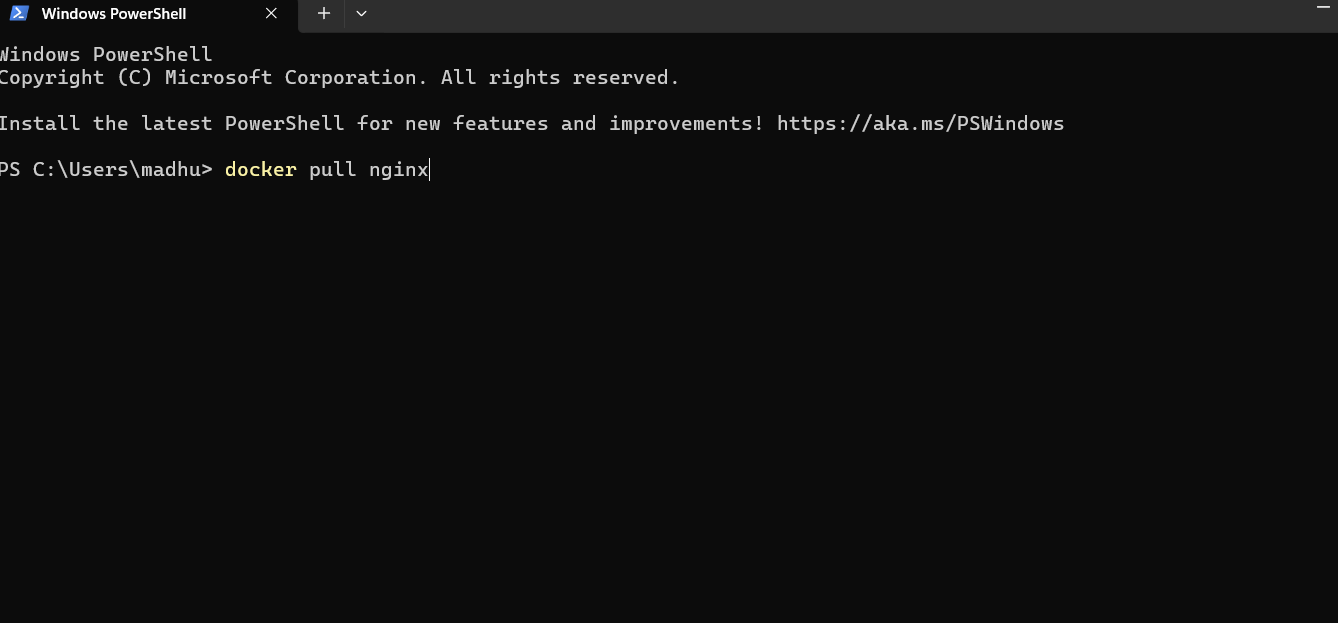 Windows PowerShell
Windows PowerShell
Copyright (C) Microsoft Corporation. All rights reserved.
Install the latest PowerShell for new features and improvements! https://aka.ms/PSWindows
PS C:\Users\madhu> docker pull nginx